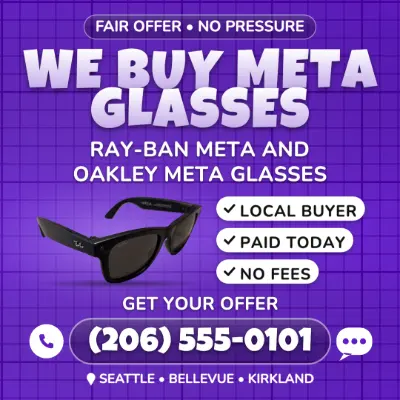 FAIR OFFER • NO PRESSURE
WE BUY META
GLASSES
RAY-BAN META AND
OAKLEY META GLASSES
✓ LOCAL BUYER
✓ PAID TODAY
✓ NO FEES
GET YOUR OFFER
(206) 555-0101
SEATTLE • BELLEVUE • KIRKLAND